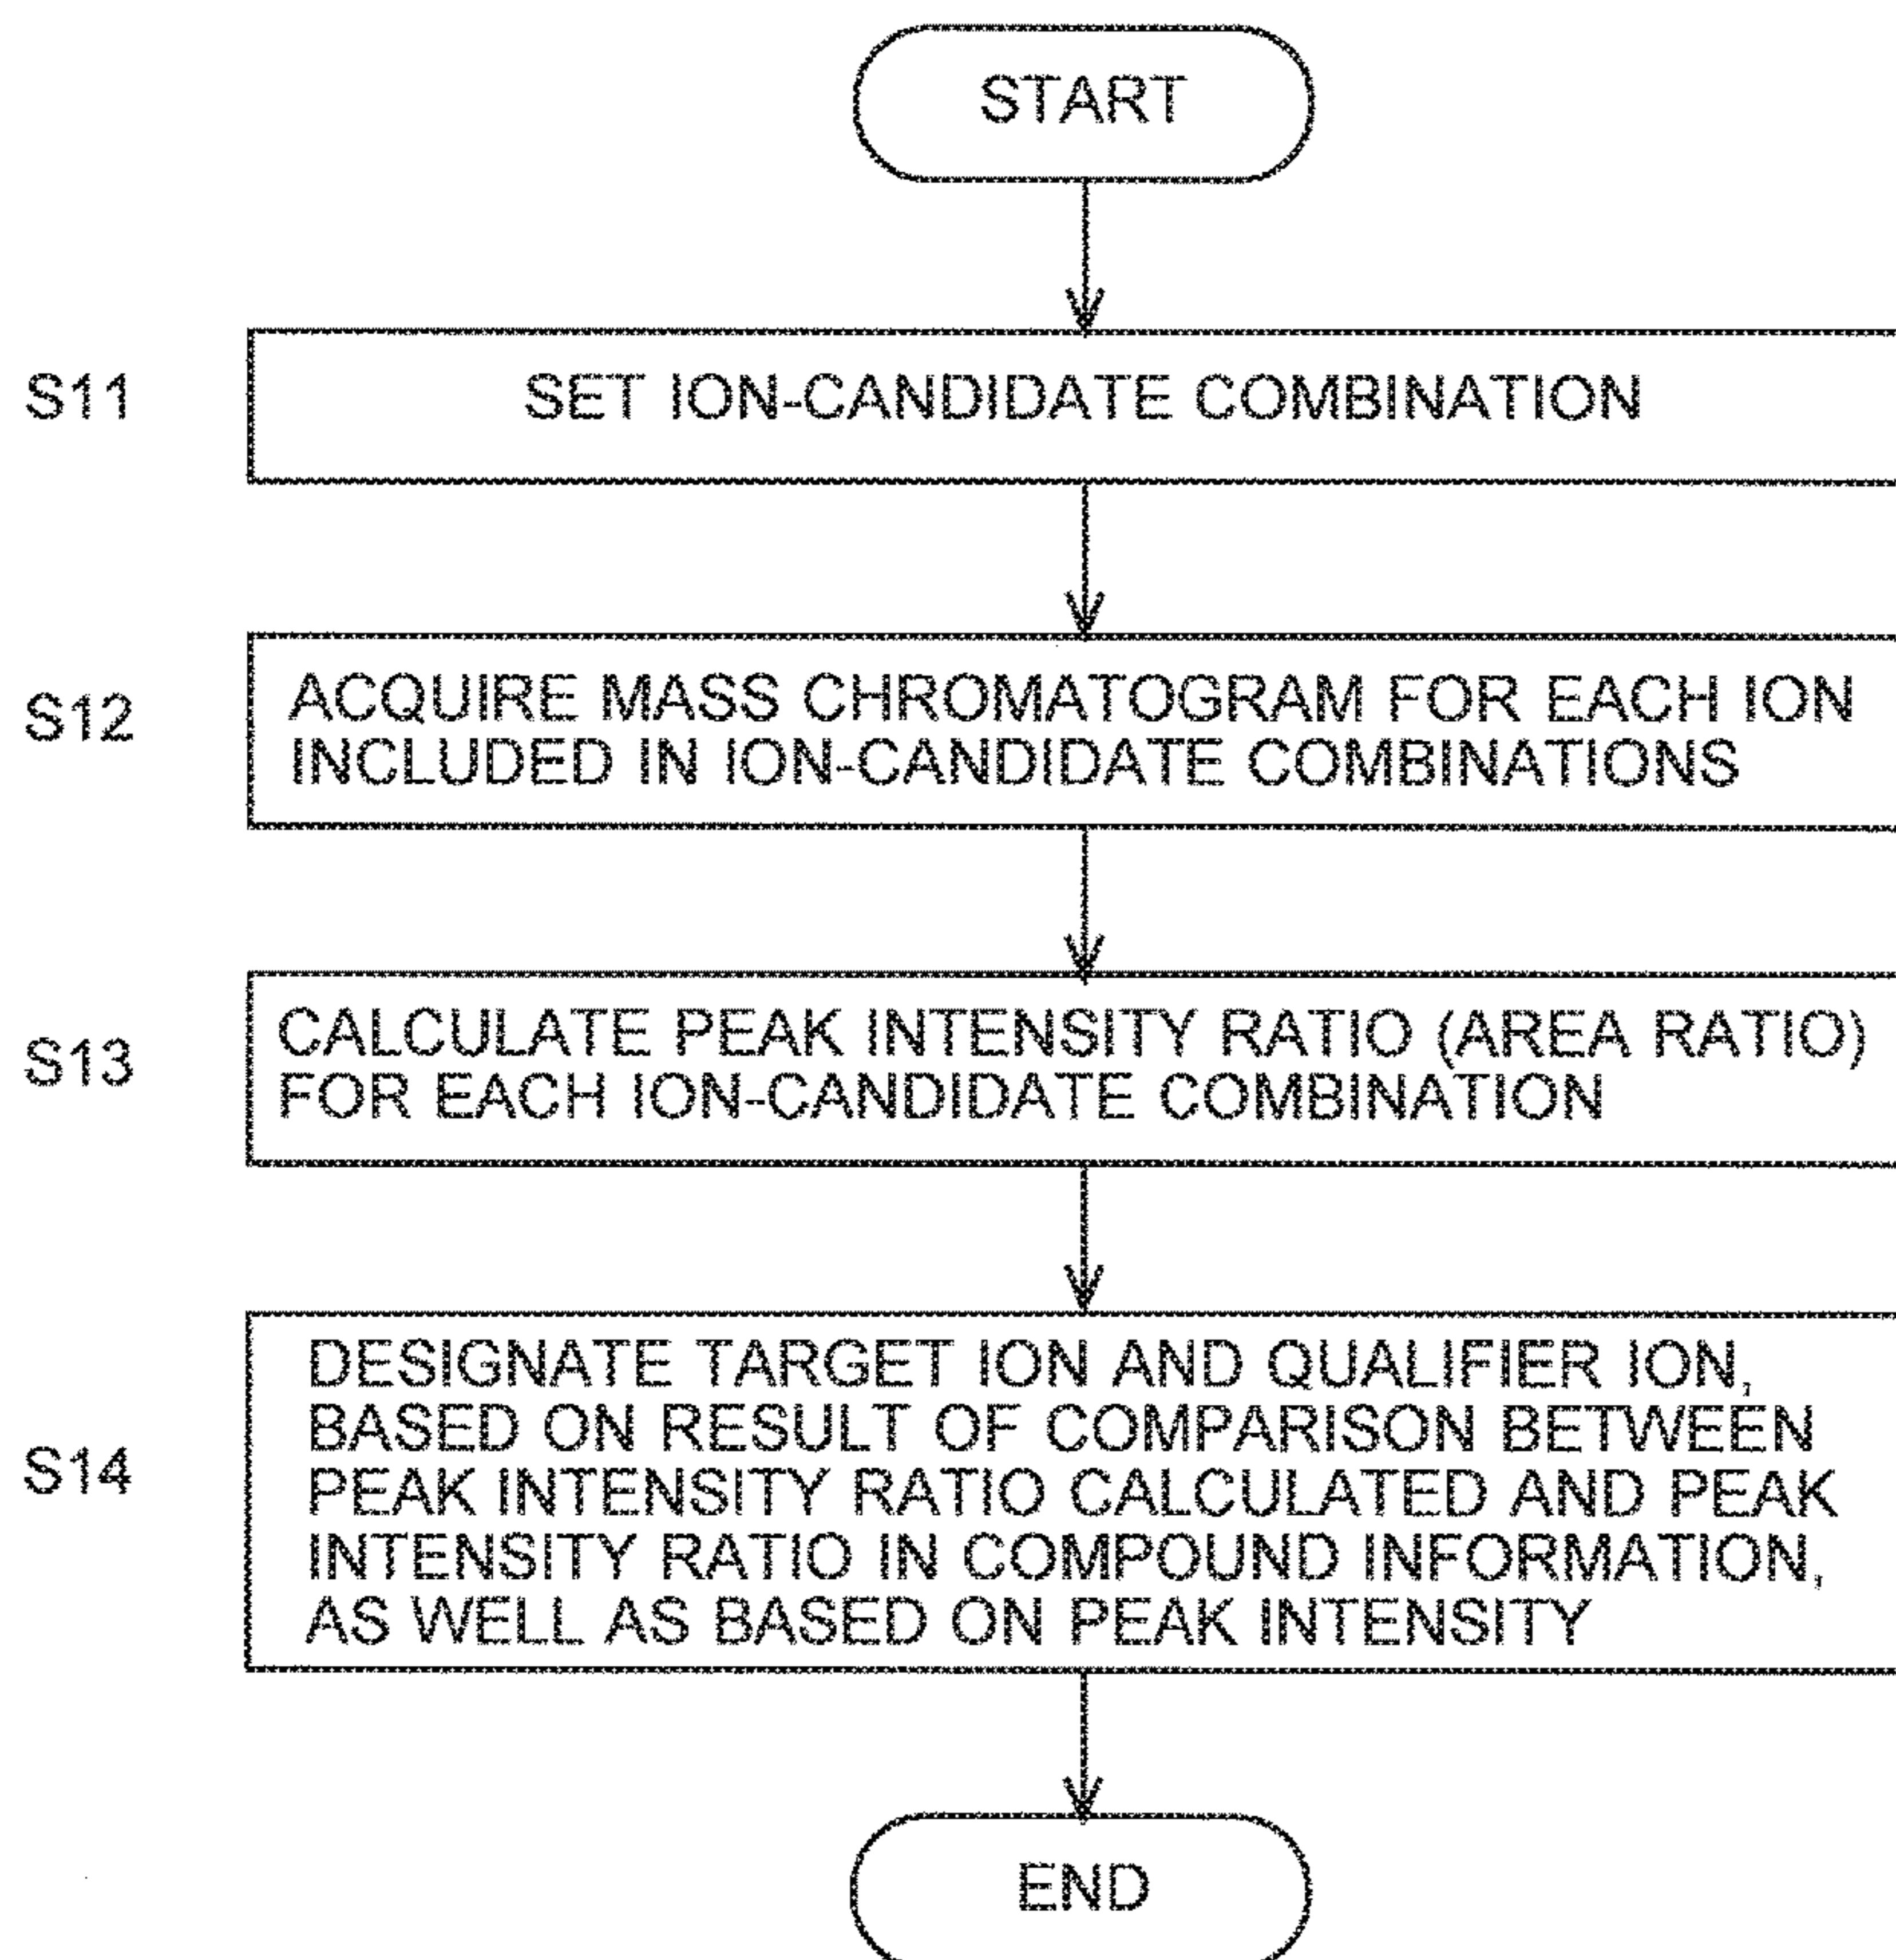 START
S11
SET ION-CANDIDATE COMBINATION
S12
ACQUIRE MASS CHROMATOGRAM FOR EACH ION
INCLUDED IN ION-CANDIDATE COMBINATIONS
S13
CALCULATE PEAK INTENSITY RATIO (AREA RATIO)
FOR EACH ION-CANDIDATE COMBINATION
S14
DESIGNATE TARGET ION AND QUALIFIER ION,
BASED ON RESULT OF COMPARISON BETWEEN
PEAK INTENSITY RATIO CALCULATED AND PEAK
INTENSITY RATIO IN COMPOUND INFORMATION,
AS WELL AS BASED ON PEAK INTENSITY
END